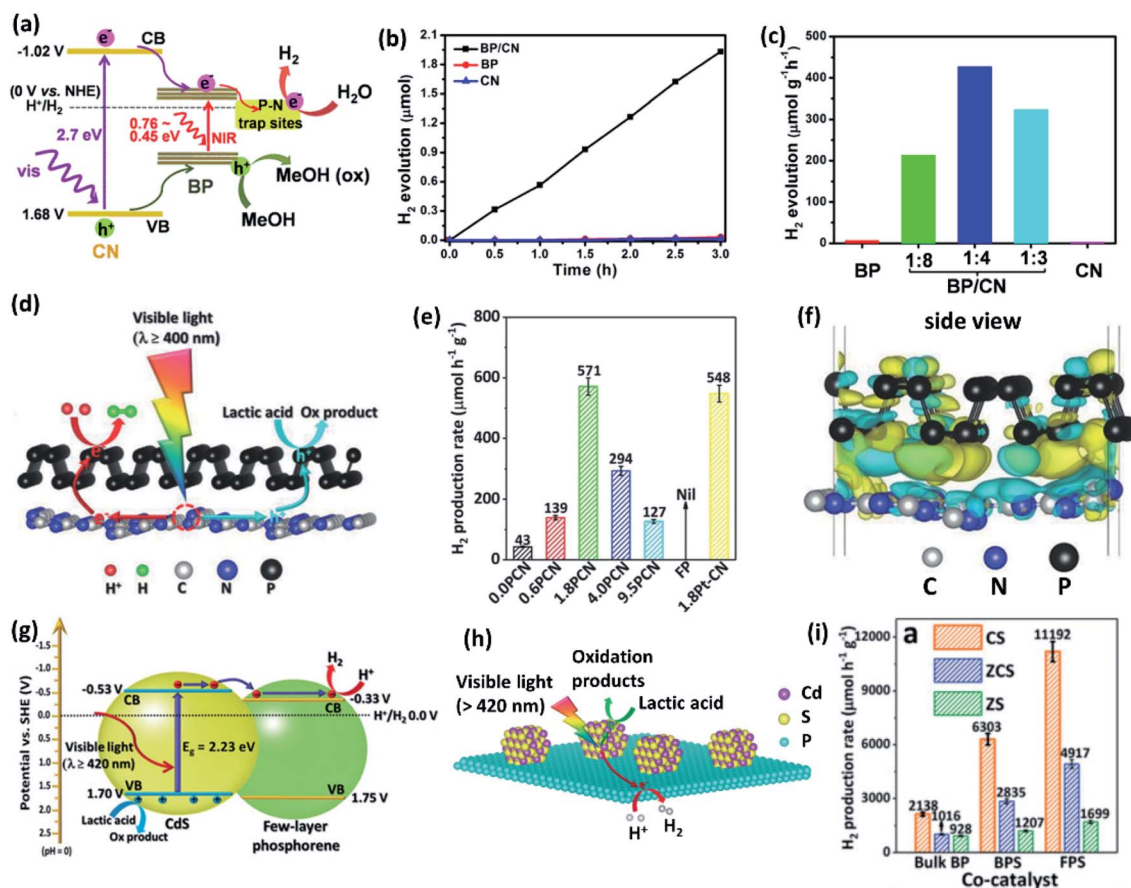 (a)
e⁻
CB
-1.02 V
H₂
(0 V vs. NHE)
H⁺/H₂
e⁻
P-N
e⁻
trap sites
H₂O
2.7 eV
0.76 ~
0.45 eV
NIR
vis
h⁺
MeOH (ox)
BP
MeOH
1.68 V
h⁺
VB
CN
(b)
H₂ evolution (μmol)
2.1
1.8
1.5
1.2
0.9
0.6
0.3
0.0
BP/CN
BP
CN
0.0 0.5 1.0 1.5 2.0 2.5 3.0
Time (h)
(c)
H₂ evolution (μmol g⁻¹h⁻¹)
500
400
300
200
100
0
BP
1:8
1:4
1:3
CN
BP/CN
(d)
Visible light
(λ ≥ 400 nm)
Lactic acid Ox product
e⁻
h⁺
e⁻
h⁺
H⁺ H C N P
(e)
H₂ production rate (μmol h⁻¹ g⁻¹)
800
600
400
200
0
43
139
571
294
127
Nil
548
0.0PCN
0.6PCN
1.8PCN
4.0PCN
9.5PCN
FP
1.8Pt-CN
(f)
side view
C N P
(g)
Potential vs. SHE (V)
-1.5
-1.0
-0.5
0.0
0.5
1.0
1.5
2.0
2.5
(pH = 0)
-0.53 V
CB
Visible light
(λ ≥ 420 nm)
E_g = 2.23 eV
VB
1.70 V
Lactic acid
Ox product
CdS
H₂
H⁺
-0.33 V
CB
H⁺/H₂ 0.0 V
VB
1.75 V
Few-layer
phosphorene
(h)
Visible light
(> 420 nm)
Oxidation
products
Lactic acid
Cd
S
P
e⁻
H⁺
H₂
(i)
a
H₂ production rate (μmol h⁻¹ g⁻¹)
12000
9000
6000
3000
0
CS
ZCS
ZS
2138
1016
928
6303
2835
1207
11192
4917
1699
Bulk BP BPS FPS
Co-catalyst